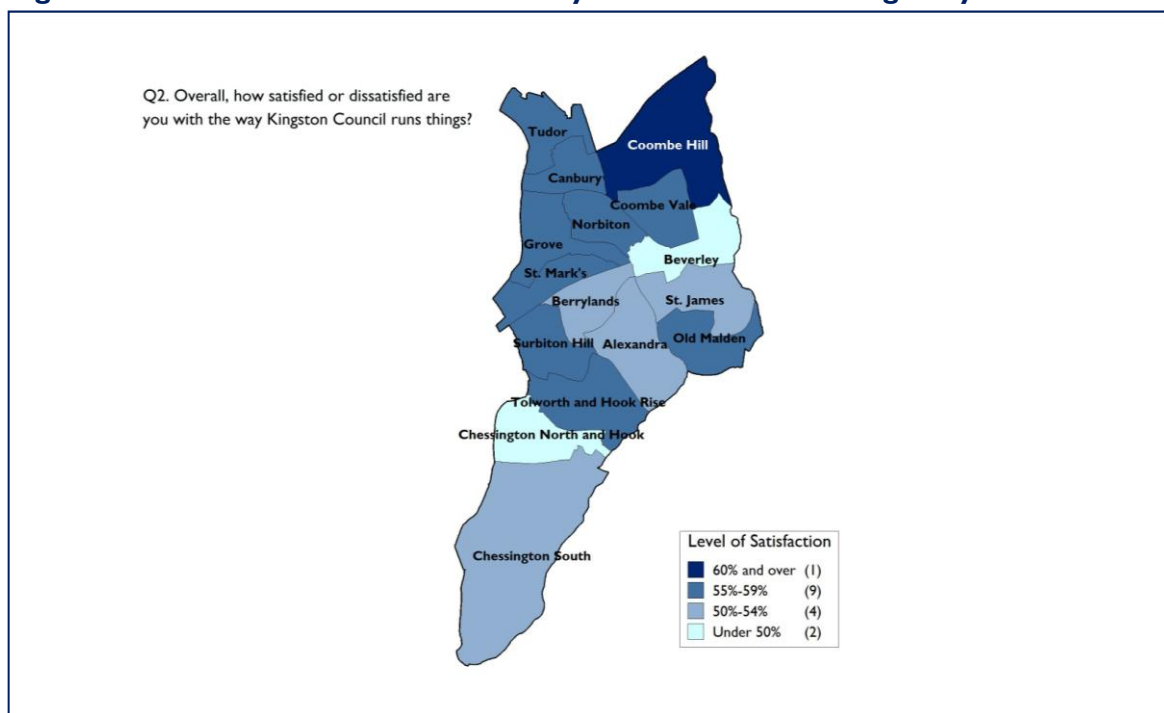 Q2. Overall, how satisfied or dissatisfied are
you with the way Kingston Council runs things?
Tudor
Coombe Hill
Canbury
Coombe Vale
Norbiton
Grove
Beverley
St. Mark's
Berrylands
St. James
Surbiton Hill
Alexandra
Old Malden
Tolworth and Hook Rise
Chessington North and Hook
Chessington South
Level of Satisfaction
60% and over (1)
55%-59% (9)
50%-54% (4)
Under 50% (2)